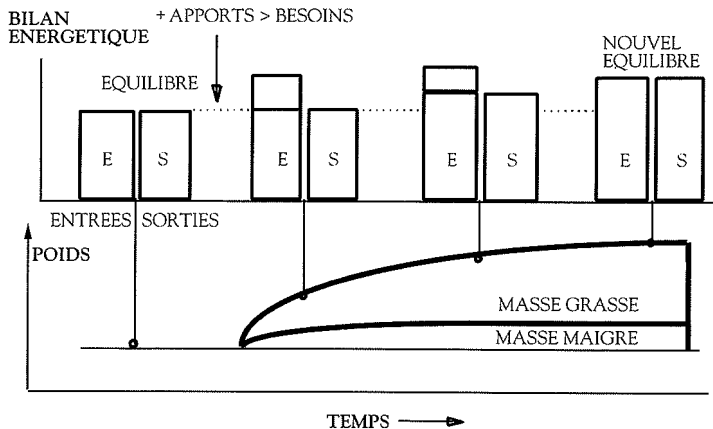 BILAN
ENERGETIQUE
+ APPORTS > BESOINS
EQUILIBRE
NOUVEL
EQUILIBRE
E S
E S
E S
E S
ENTREES SORTIES
POIDS
MASSE GRASSE
MASSE MAIGRE
TEMPS